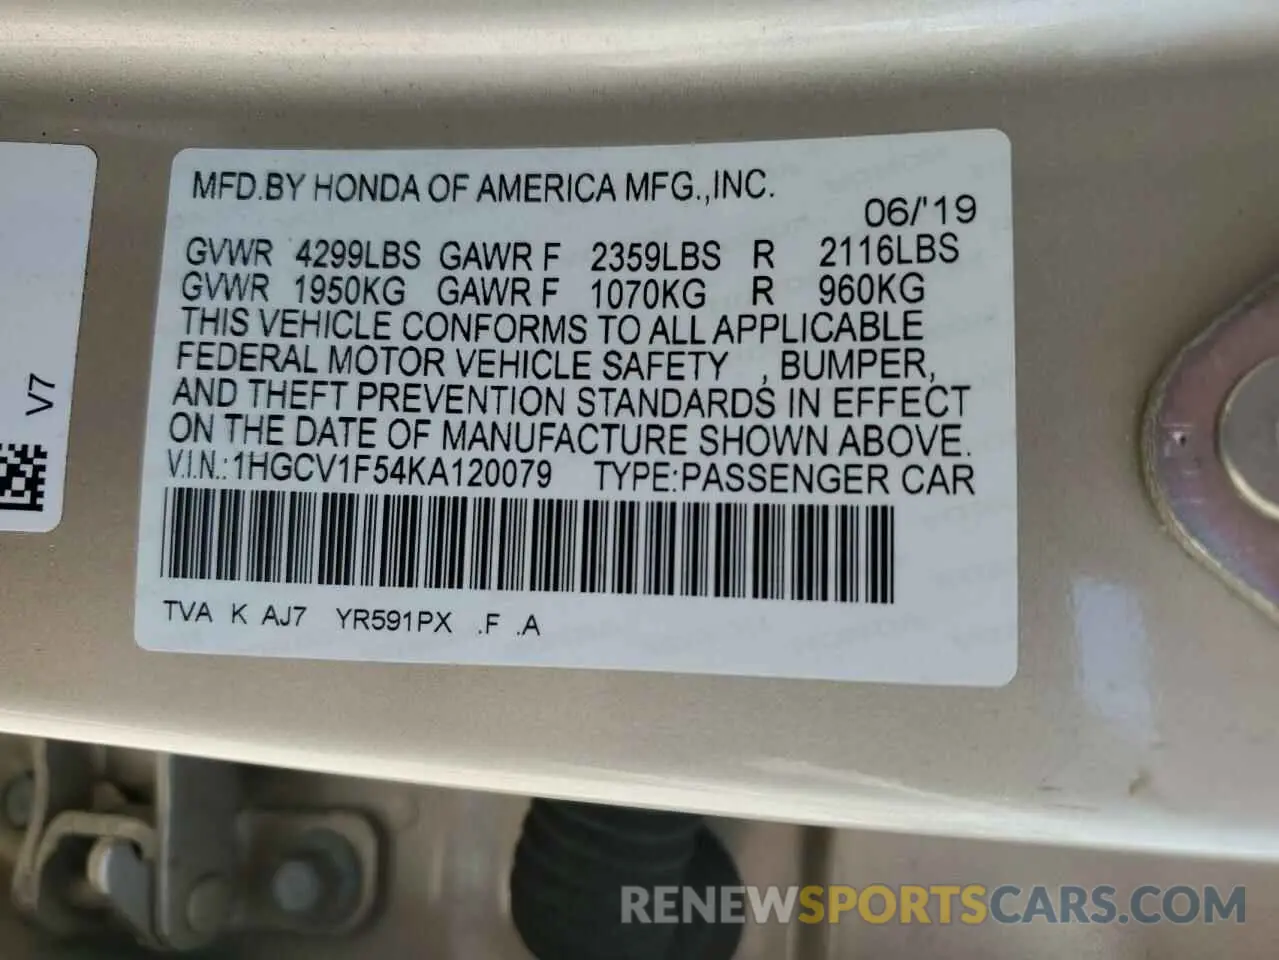 MFD.BY HONDA OF AMERICA MFG.,INC.
06/'19
GVWR 4299LBS GAWR F 2359LBS R 2116LBS
GVWR 1950KG GAWR F 1070KG R 960KG
THIS VEHICLE CONFORMS TO ALL APPLICABLE
FEDERAL MOTOR VEHICLE SAFETY , BUMPER,
AND THEFT PREVENTION STANDARDS IN EFFECT
ON THE DATE OF MANUFACTURE SHOWN ABOVE.
V.I.N.:1HGCV1F54KA120079 TYPE:PASSENGER CAR
TVA K AJ7 YR591PX .F .A
V7
RENEWSPORTSCARS.COM